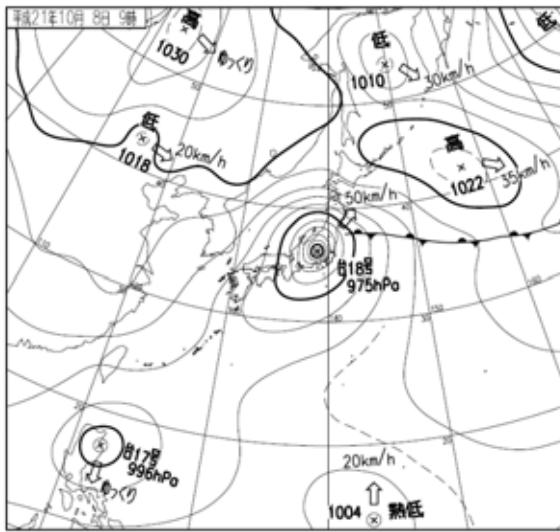 平成21年10月 8日 9時
高
1030
ゆっくり
低
1010
30km/h
低
低
1018
20km/h
高
1022
35km/h
50km/h
台18号
975hPa
台17号
996hPa
ゆっくり
20km/h
1004
熱低